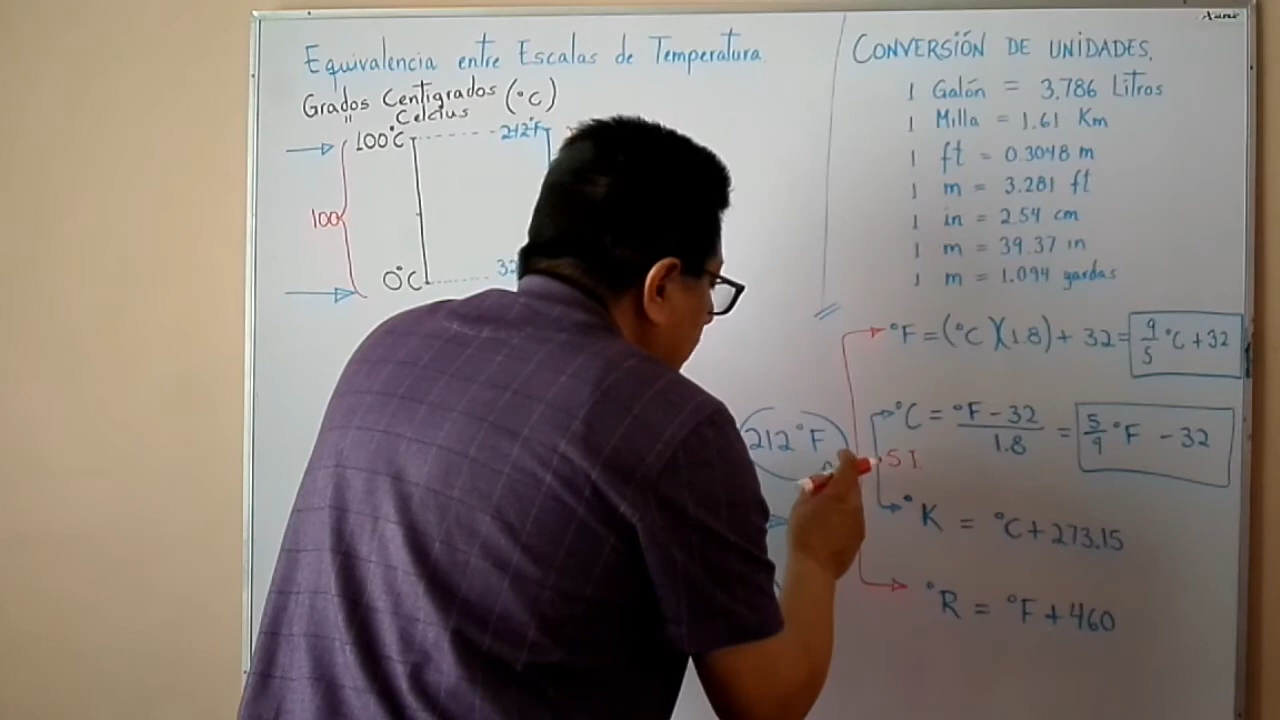 Equivalencia entre Escalas de Temperatura
Grados Centigrados (°C)
" Celcius
100°C
212°F
100
0°C
32
CONVERSIÓN DE UNIDADES.
1 Galón = 3.786 Litros
1 Milla = 1.61 Km
1 ft = 0.3048 m
1 m = 3.281 ft
1 in = 2.54 cm
1 m = 39.37 in
1 m = 1.094 yardas
°F = (°C)(1.8) + 32 = 9/5 °C + 32
212°F
°C = °F - 32 / 1.8 = 5/9 °F - 32
SI
°K = °C + 273.15
°R = °F + 460